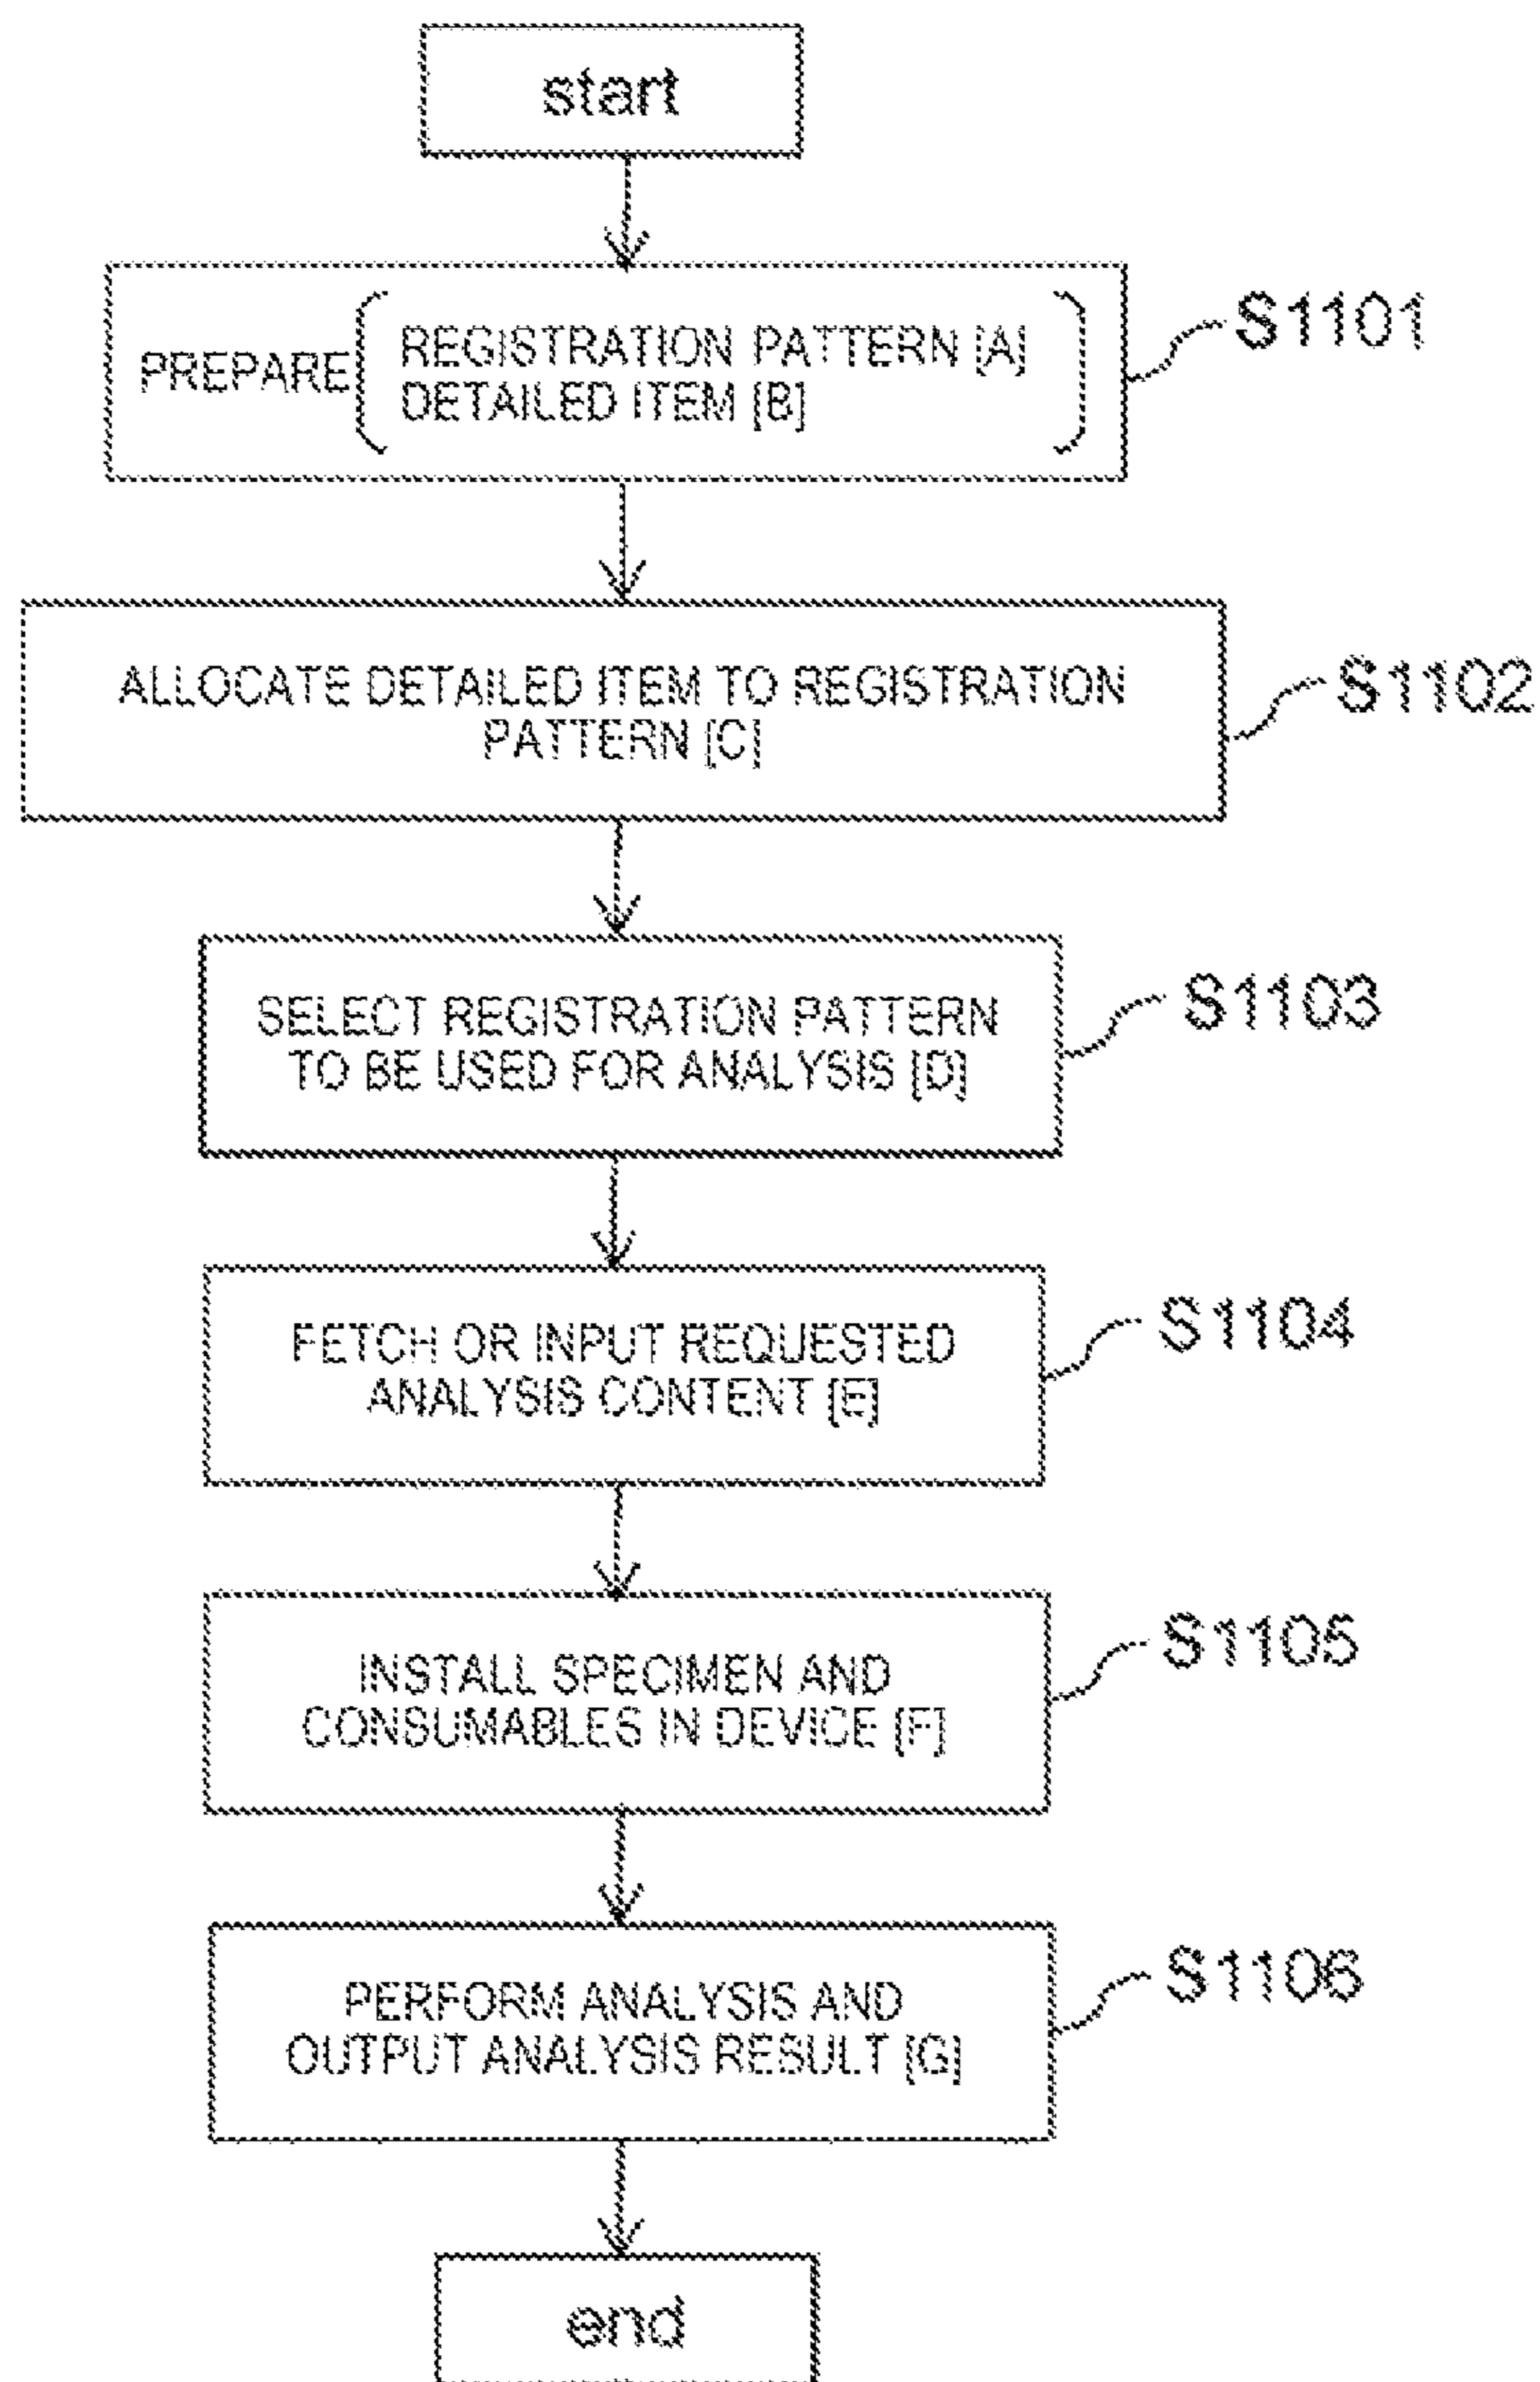 start
PREPARE
REGISTRATION PATTERN [A]
DETAILED ITEM [B]
S1101
ALLOCATE DETAILED ITEM TO REGISTRATION
PATTERN [C]
S1102
SELECT REGISTRATION PATTERN
TO BE USED FOR ANALYSIS [D]
S1103
FETCH OR INPUT REQUESTED
ANALYSIS CONTENT [E]
S1104
INSTALL SPECIMEN AND
CONSUMABLES IN DEVICE [F]
S1105
PERFORM ANALYSIS AND
OUTPUT ANALYSIS RESULT [G]
S1106
end